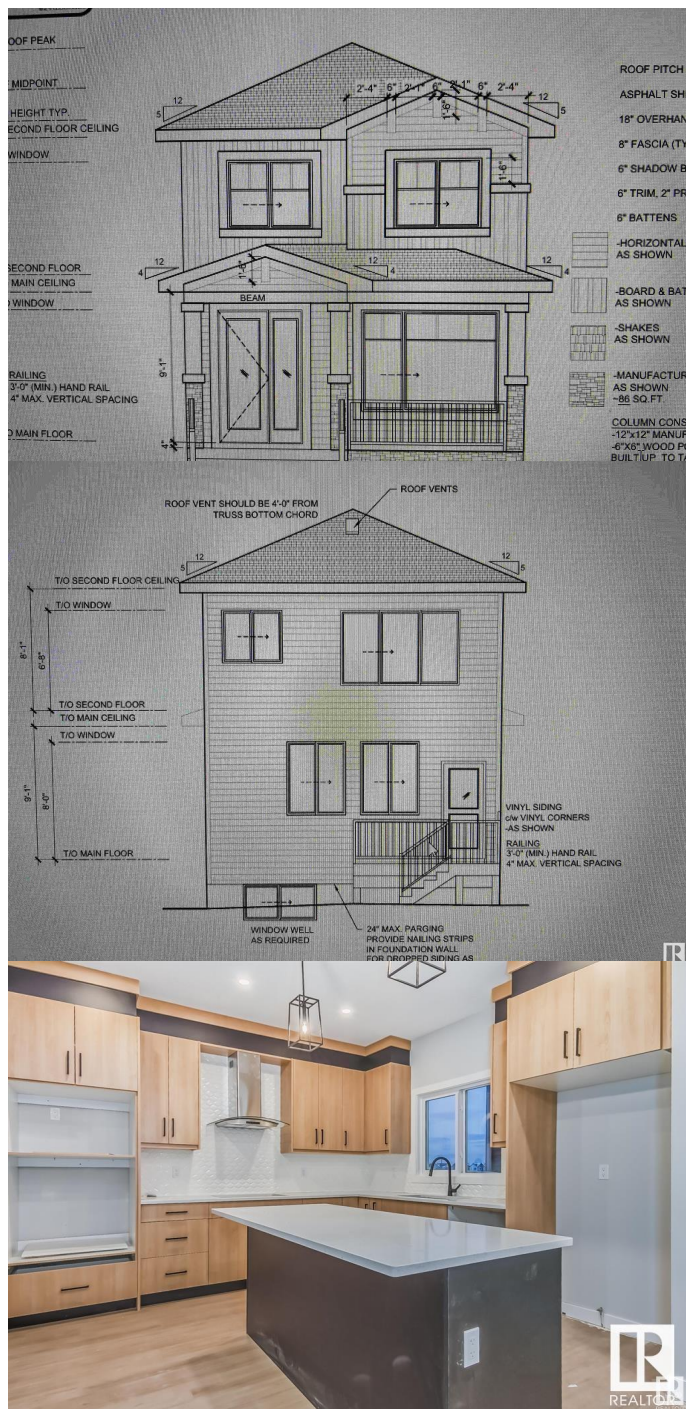 OOF PEAK
MIDPOINT
HEIGHT TYP.
ECOND FLOOR CEILING
WINDOW
SECOND FLOOR
MAIN CEILING
O WINDOW
RAILING
3'-0" (MIN.) HAND RAIL
4" MAX. VERTICAL SPACING
O MAIN FLOOR
12
5
2'-4" 6" 2'-1" 6" 2'-1" 6" 2'-4"
1'-6"
12
5
1'-6"
12
4
1'-6"
12
4
12
4
BEAM
9'-1"
4"
ROOF PITCH
ASPHALT SHI
18" OVERHAN
8" FASCIA (TY
6" SHADOW B
6" TRIM, 2" PR
6" BATTENS
-HORIZONTAL
AS SHOWN
-BOARD & BAT
AS SHOWN
-SHAKES
AS SHOWN
-MANUFACTUR
AS SHOWN
~86 SQ.FT.
COLUMN CONS
-12"x12" MANUF
-6"X6" WOOD PO
BUILT UP TO TA
ROOF VENT SHOULD BE 4'-0" FROM
TRUSS BOTTOM CHORD
ROOF VENTS
12
5
12
5
T/O SECOND FLOOR CEILING
T/O WINDOW
8'-1"
6'-8"
T/O SECOND FLOOR
T/O MAIN CEILING
T/O WINDOW
9'-1"
8'-0"
T/O MAIN FLOOR
VINYL SIDING
c/w VINYL CORNERS
-AS SHOWN
RAILING
3'-0" (MIN.) HAND RAIL
4" MAX. VERTICAL SPACING
WINDOW WELL
AS REQUIRED
24" MAX. PARGING
PROVIDE NAILING STRIPS
IN FOUNDATION WALL
FOR DROPPED SIDING AS
R
R
REALTOR